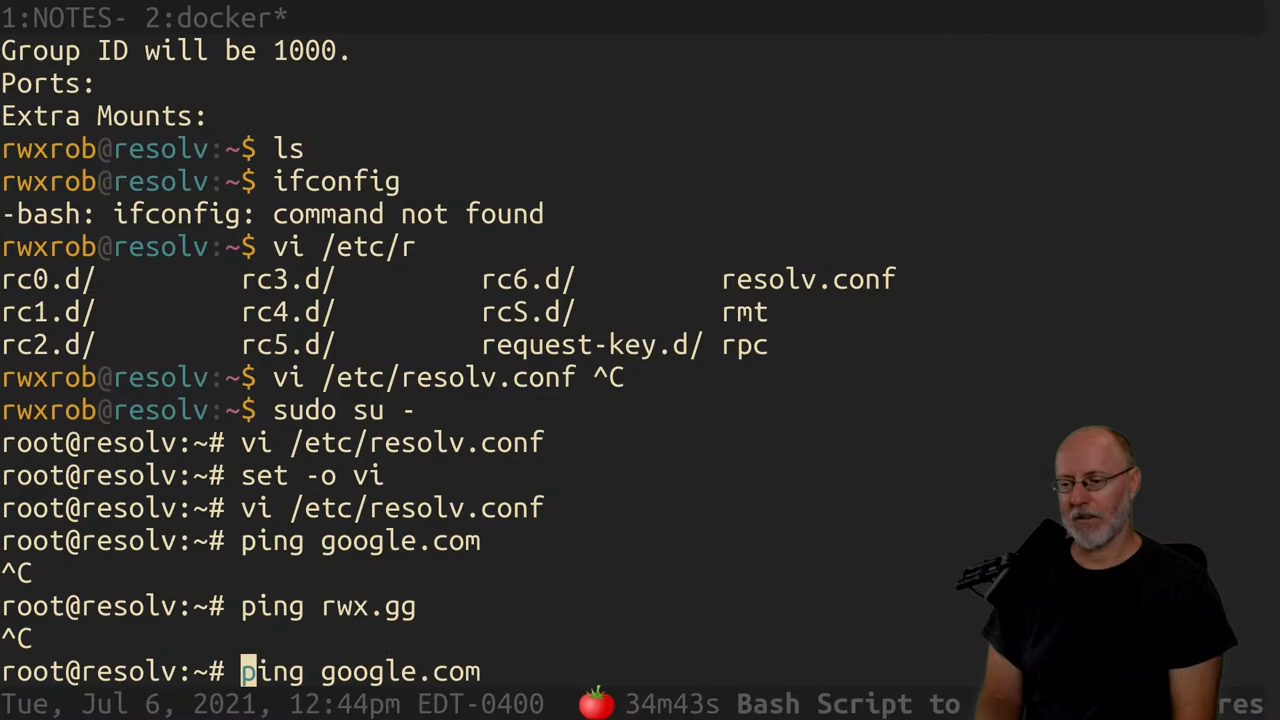 1:NOTES- 2:docker*
Group ID will be 1000.
Ports:
Extra Mounts:
rwxrob@resolv:~$ ls
rwxrob@resolv:~$ ifconfig
-bash: ifconfig: command not found
rwxrob@resolv:~$ vi /etc/r
rc0.d/ rc3.d/ rc6.d/ resolv.conf
rc1.d/ rc4.d/ rcS.d/ rmt
rc2.d/ rc5.d/ request-key.d/ rpc
rwxrob@resolv:~$ vi /etc/resolv.conf ^C
rwxrob@resolv:~$ sudo su -
root@resolv:~# vi /etc/resolv.conf
root@resolv:~# set -o vi
root@resolv:~# vi /etc/resolv.conf
root@resolv:~# ping google.com
^C
root@resolv:~# ping rwx.gg
^C
root@resolv:~# ping google.com
Tue, Jul 6, 2021, 12:44pm EDT-0400 34m43s Bash Script to